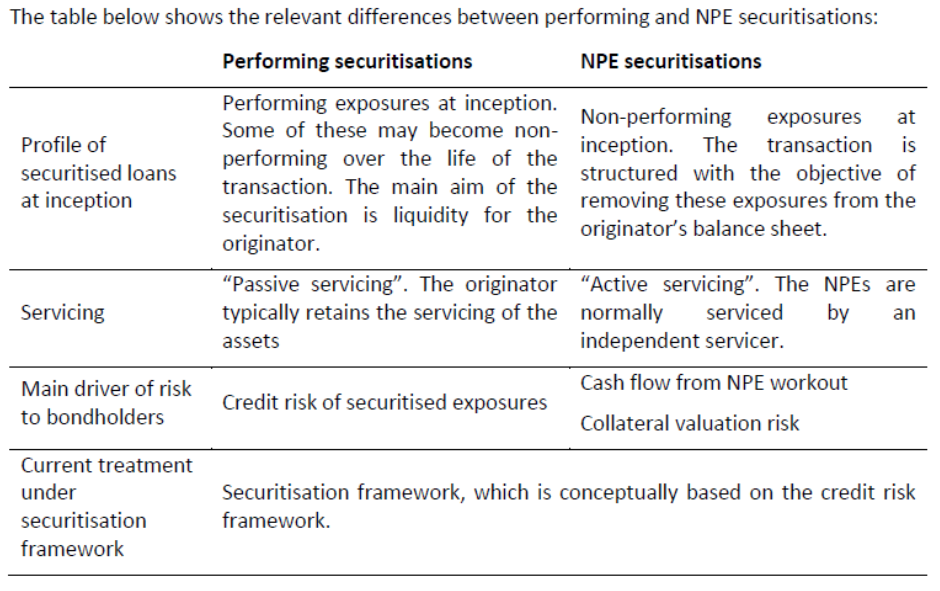 The table below shows the relevant differences between performing and NPE securitisations:
Performing securitisations
NPE securitisations
Profile of
securitised loans
at inception
Performing exposures at inception.
Some of these may become non-
performing over the life of the
transaction. The main aim of the
securitisation is liquidity for the
originator.
Non-performing exposures at
inception. The transaction is
structured with the objective of
removing these exposures from the
originator’s balance sheet.
Servicing
“Passive servicing”. The originator
typically retains the servicing of the
assets
“Active servicing”. The NPEs are
normally serviced by an
independent servicer.
Main driver of risk
to bondholders
Credit risk of securitised exposures
Cash flow from NPE workout
Collateral valuation risk
Current treatment
under
securitisation
framework
Securitisation framework, which is conceptually based on the credit risk
framework.